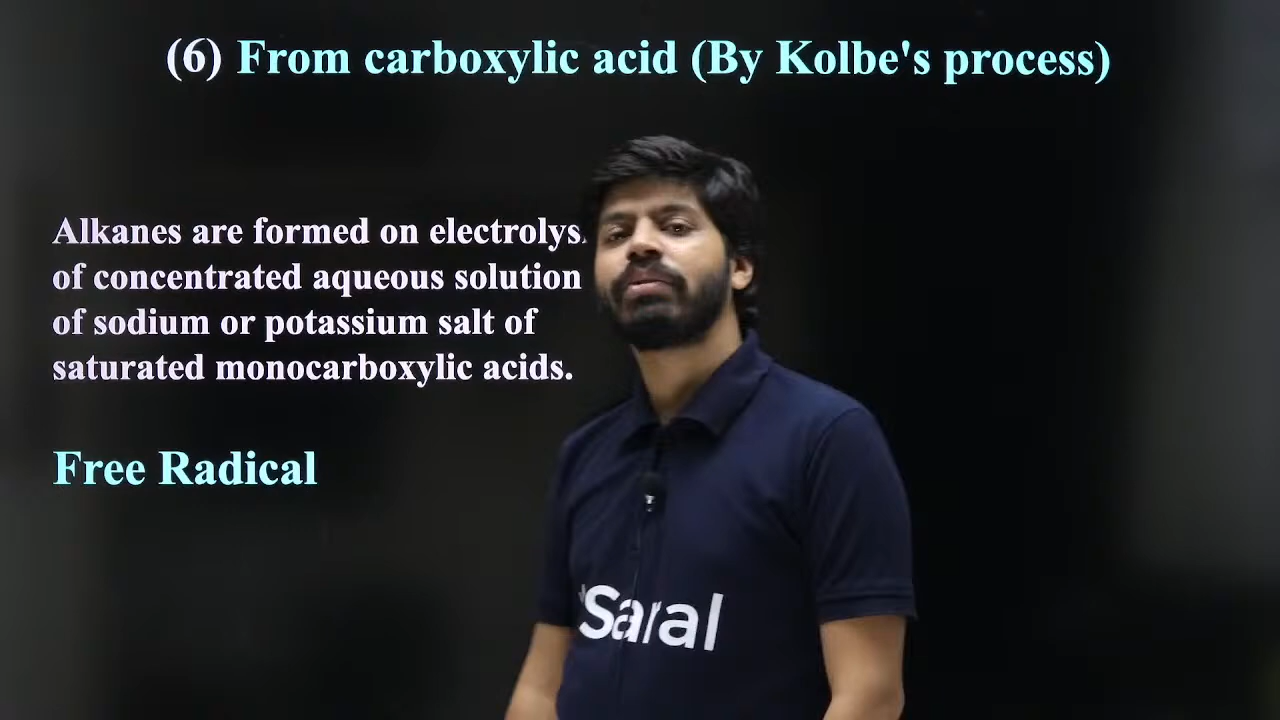 (6) From carboxylic acid (By Kolbe's process)
Alkanes are formed on
of concentrated aqueous solution
of sodium or potassium salt of
saturated monocarboxylic acids.
Free Radical
Saral